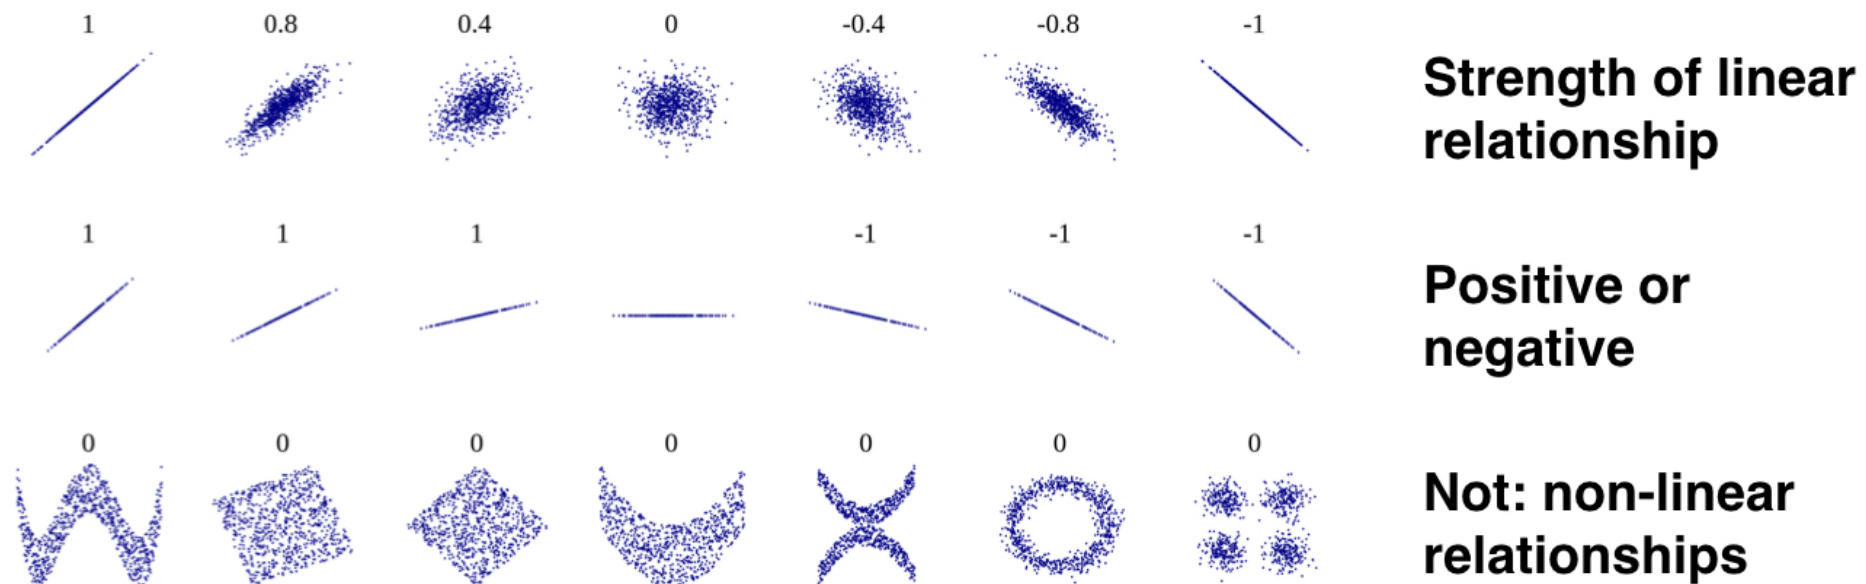 1 0.8 0.4 0 -0.4 -0.8 -1
Strength of linear
relationship
1 1 1 -1 -1 -1
Positive or
negative
0 0 0 0 0 0 0
Not: non-linear
relationships